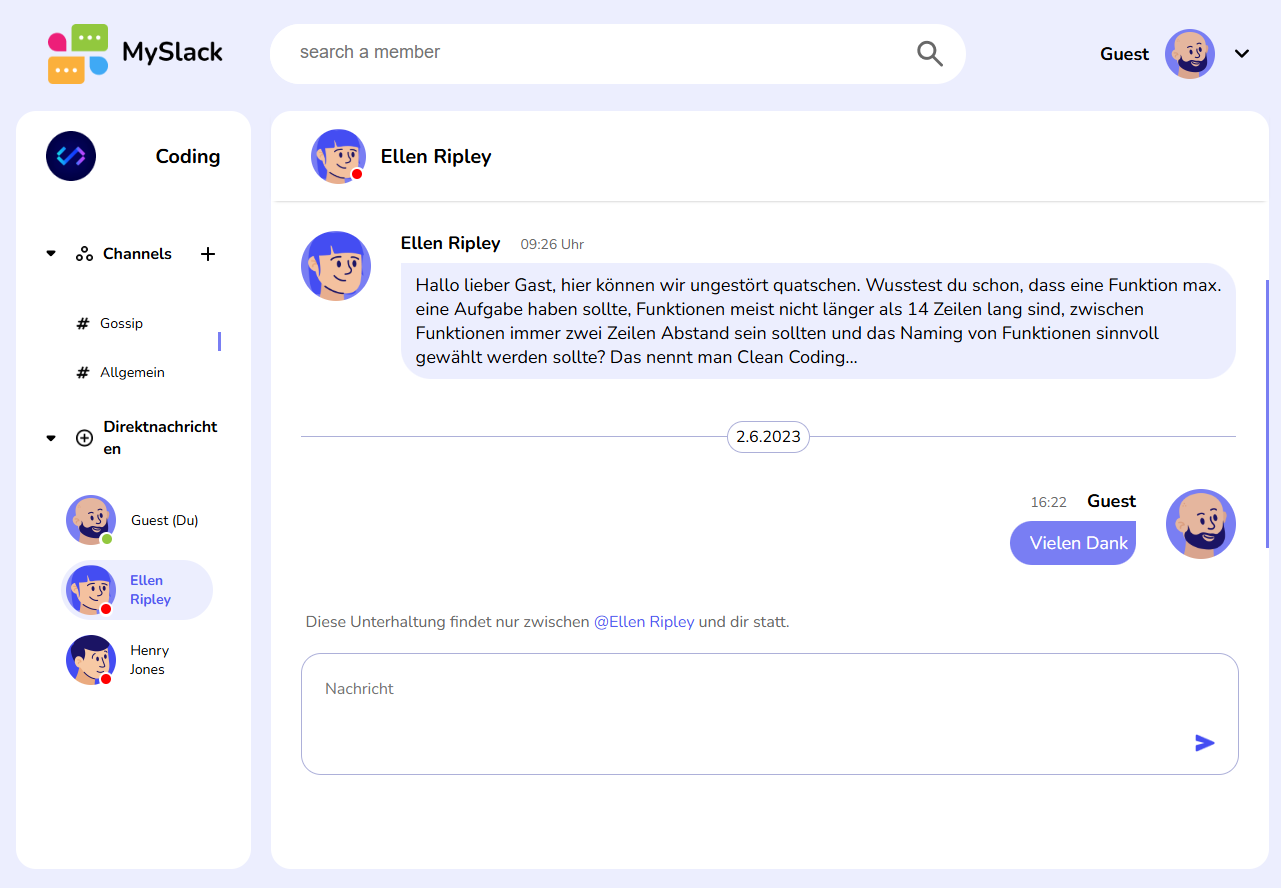 MySlack
search a member
Guest
Coding
Ellen Ripley
Channels
# Gossip
# Allgemein
Direktnachricht
en
Guest (Du)
Ellen
Ripley
Henry
Jones
Ellen Ripley 09:26 Uhr
Hallo lieber Gast, hier können wir ungestört quatschen. Wusstest du schon, dass eine Funktion max.
eine Aufgabe haben sollte, Funktionen meist nicht länger als 14 Zeilen lang sind, zwischen
Funktionen immer zwei Zeilen Abstand sein sollten und das Naming von Funktionen sinnvoll
gewählt werden sollte? Das nennt man Clean Coding...
2.6.2023
16:22 Guest
Vielen Dank
Diese Unterhaltung findet nur zwischen @Ellen Ripley und dir statt.
Nachricht